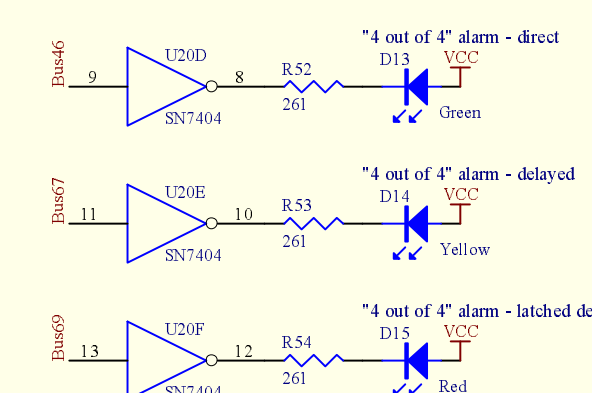 "4 out of 4" alarm - direct
Bus46
9
U20D
8
SN7404
R52
261
D13
VCC
Green
"4 out of 4" alarm - delayed
Bus67
11
U20E
10
SN7404
R53
261
D14
VCC
Yellow
"4 out of 4" alarm - latched de
Bus69
13
U20F
12
SN7404
R54
261
D15
VCC
Red